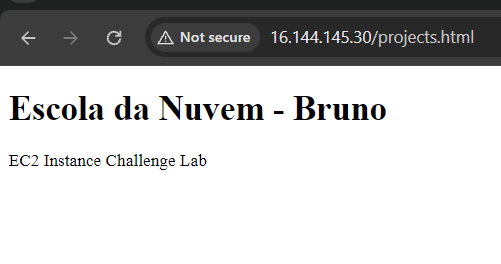 Not secure 16.144.145.30/projects.html
Escola da Nuvem - Bruno
EC2 Instance Challenge Lab